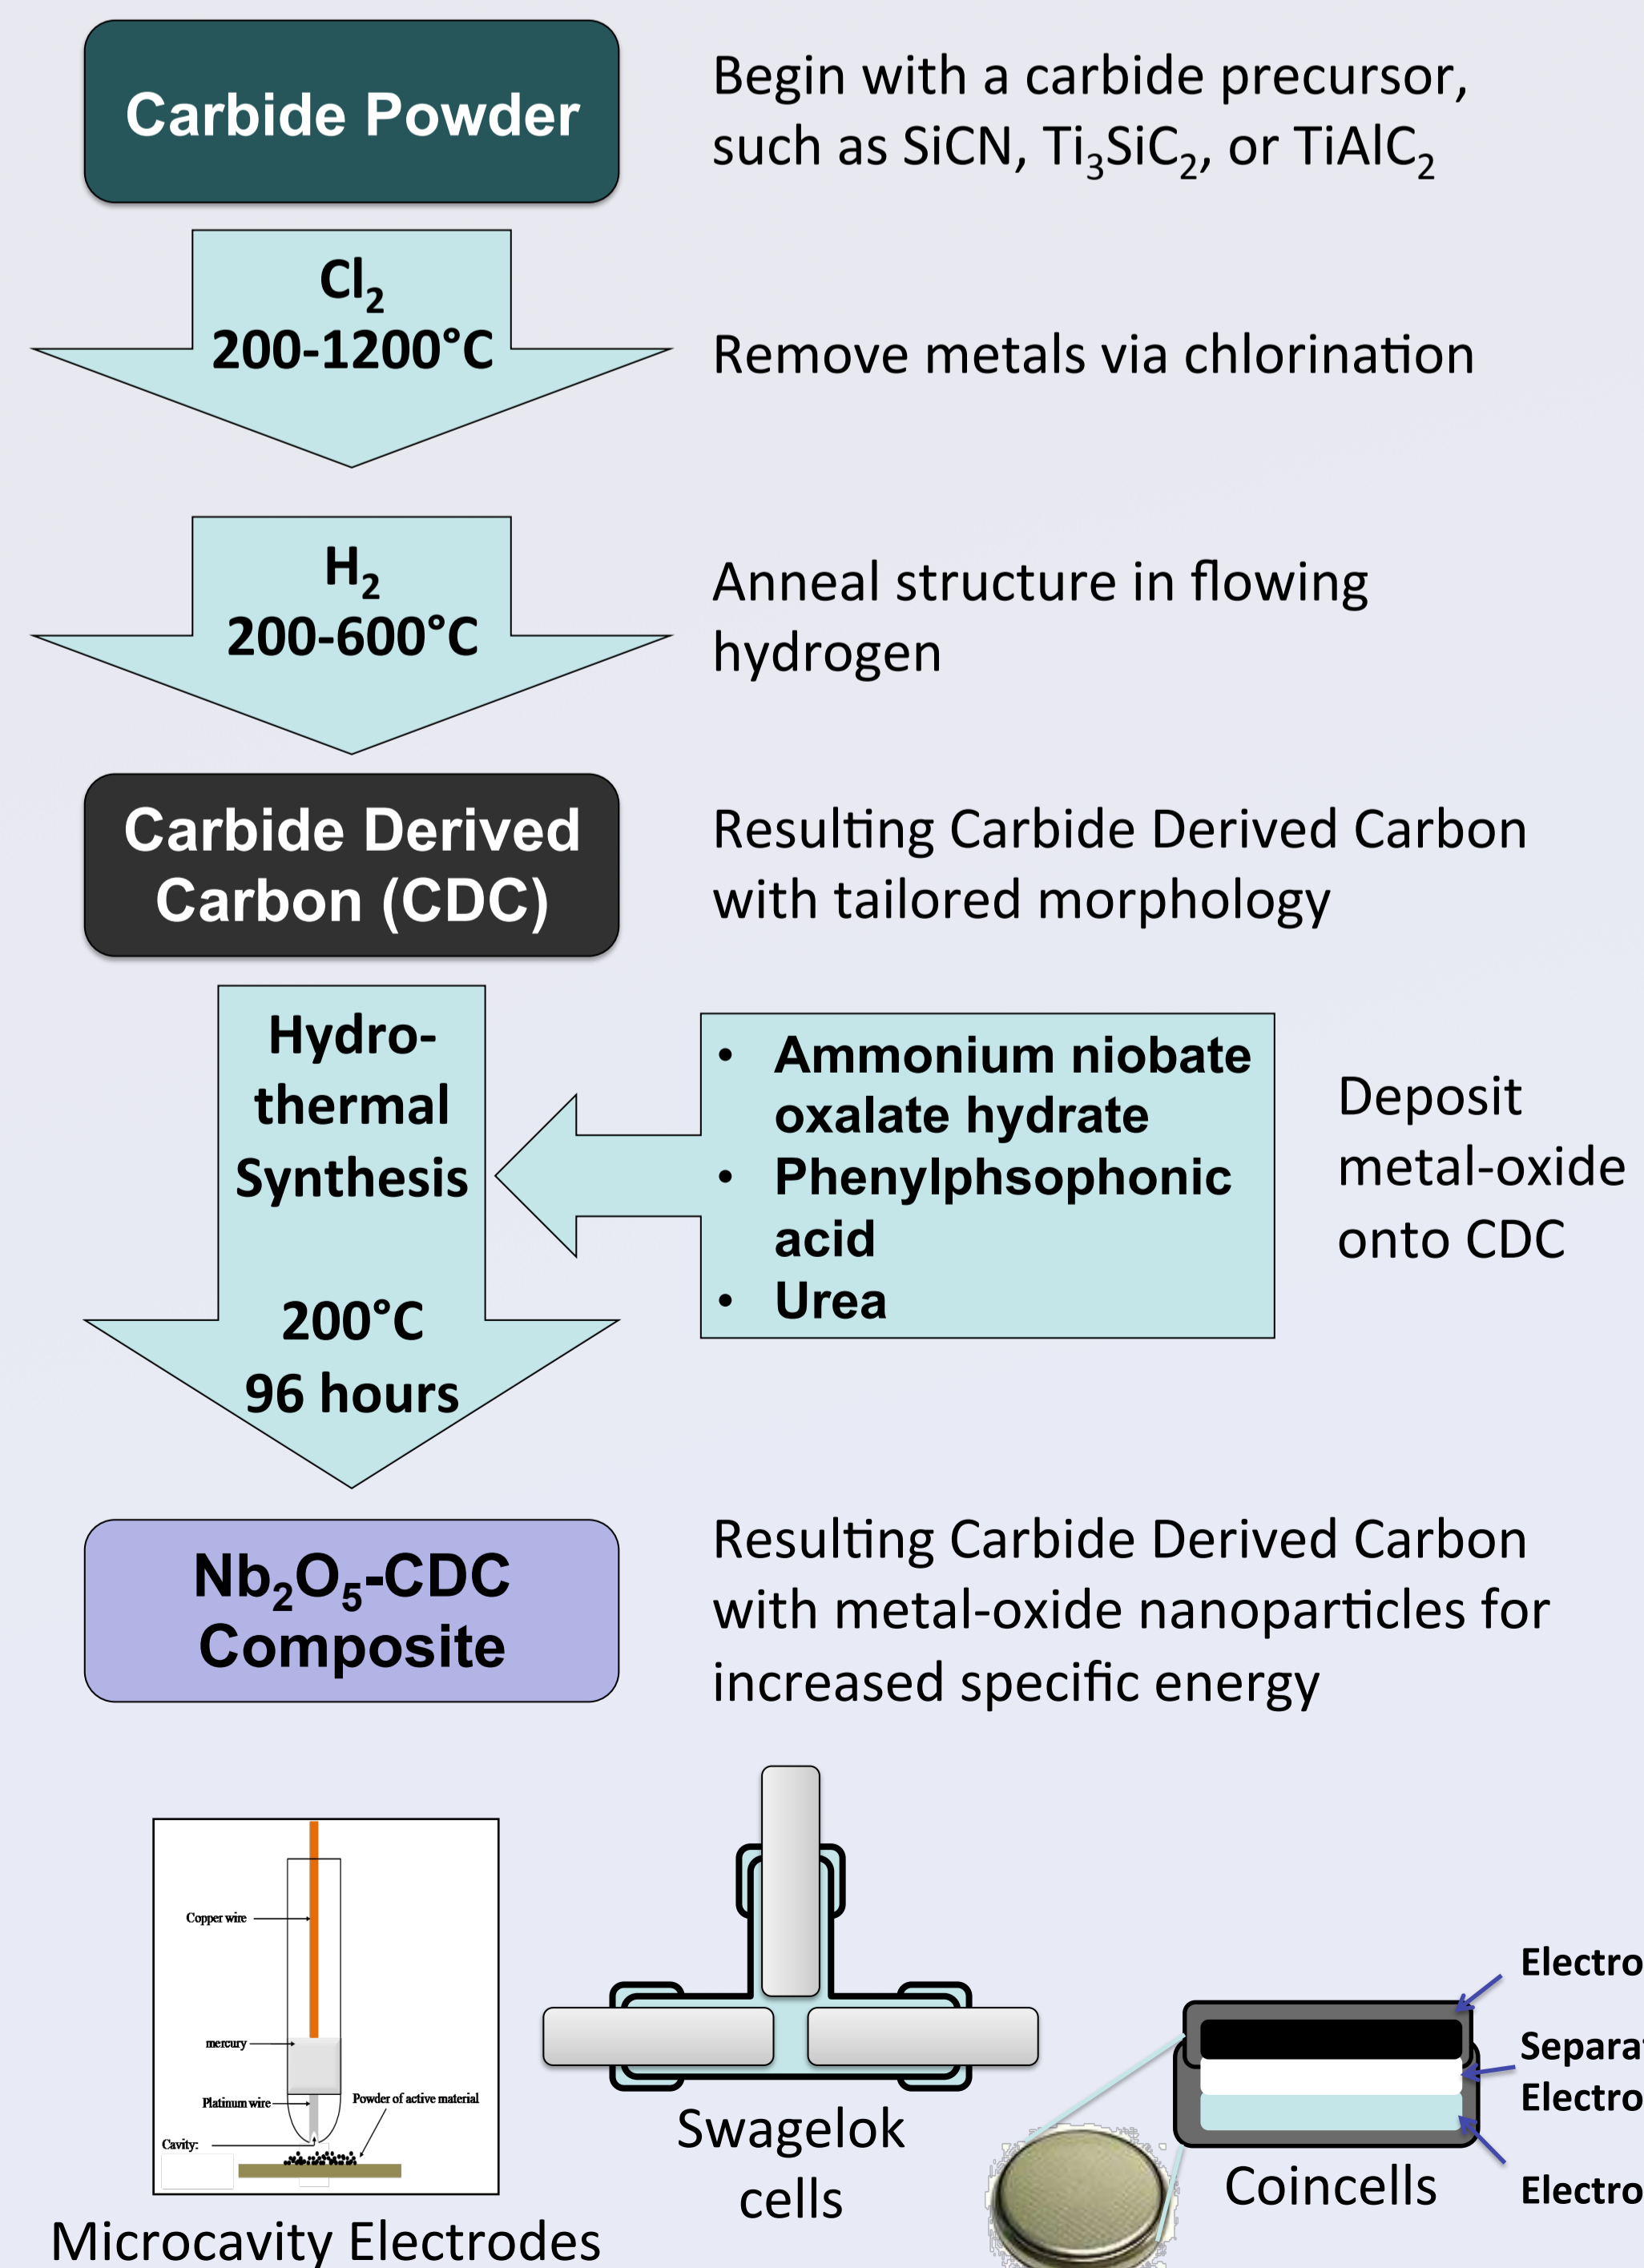 Carbide Powder
Begin with a carbide precursor,
such as SiCN, Ti₃SiC₂, or TiAlC₂
Cl₂
200-1200°C
Remove metals via chlorination
H₂
200-600°C
Anneal structure in flowing
hydrogen
Carbide Derived
Carbon (CDC)
Resulting Carbide Derived Carbon
with tailored morphology
Hydro-
thermal
Synthesis
200°C
96 hours
• Ammonium niobate
oxalate hydrate
• Phenylphsophonic
acid
• Urea
Deposit
metal-oxide
onto CDC
Nb₂O₅-CDC
Composite
Resulting Carbide Derived Carbon
with metal-oxide nanoparticles for
increased specific energy
Copper wire
mercury
Platinum wire
Powder of active material
Cavity:
Microcavity Electrodes
Swagelok
cells
Electro
Separat
Electro
Electro
Coincells